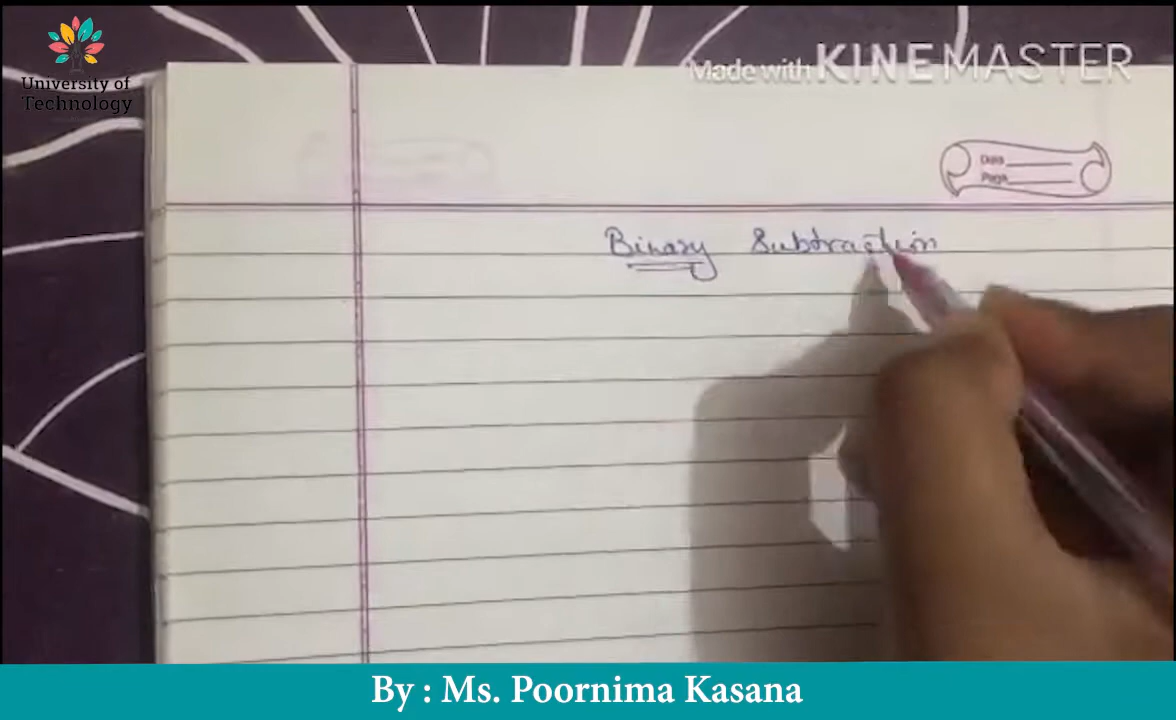 University of
Technology
Made with KINEMASTER
Date
Page
Binary Subtraction
By : Ms. Poornima Kasana